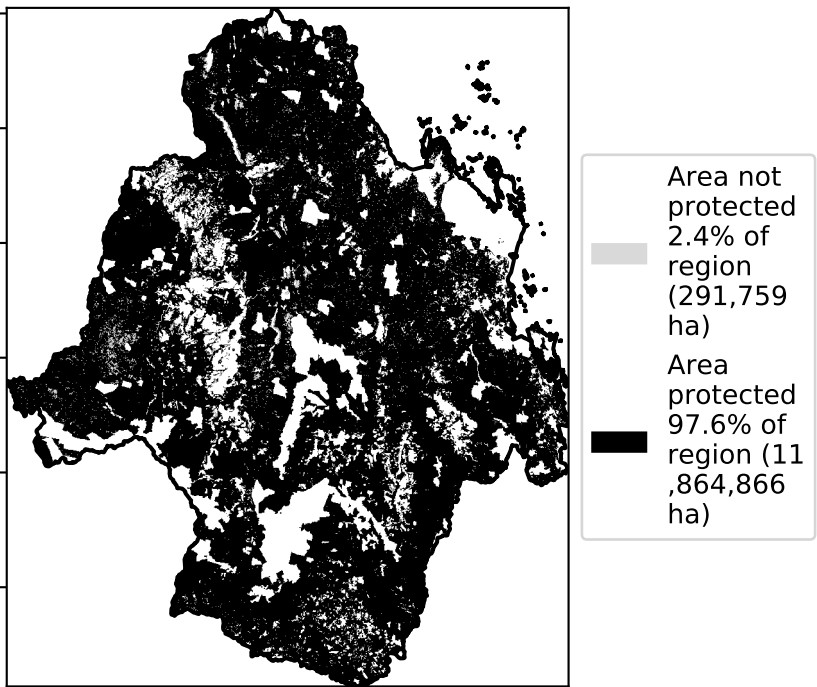 Area not
protected
2.4% of
region
(291,759
ha)
Area
protected
97.6% of
region (11
,864,866
ha)